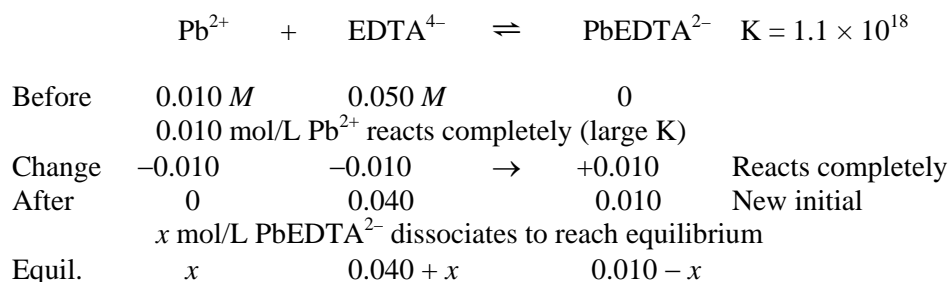 Pb²⁺ + EDTA⁴⁻ ⇌ PbEDTA²⁻ K = 1.1 × 10¹⁸
Before 0.010 M 0.050 M 0
0.010 mol/L Pb²⁺ reacts completely (large K)
Change −0.010 −0.010 → +0.010 Reacts completely
After 0 0.040 0.010 New initial
x mol/L PbEDTA²⁻ dissociates to reach equilibrium
Equil. x 0.040 + x 0.010 − x